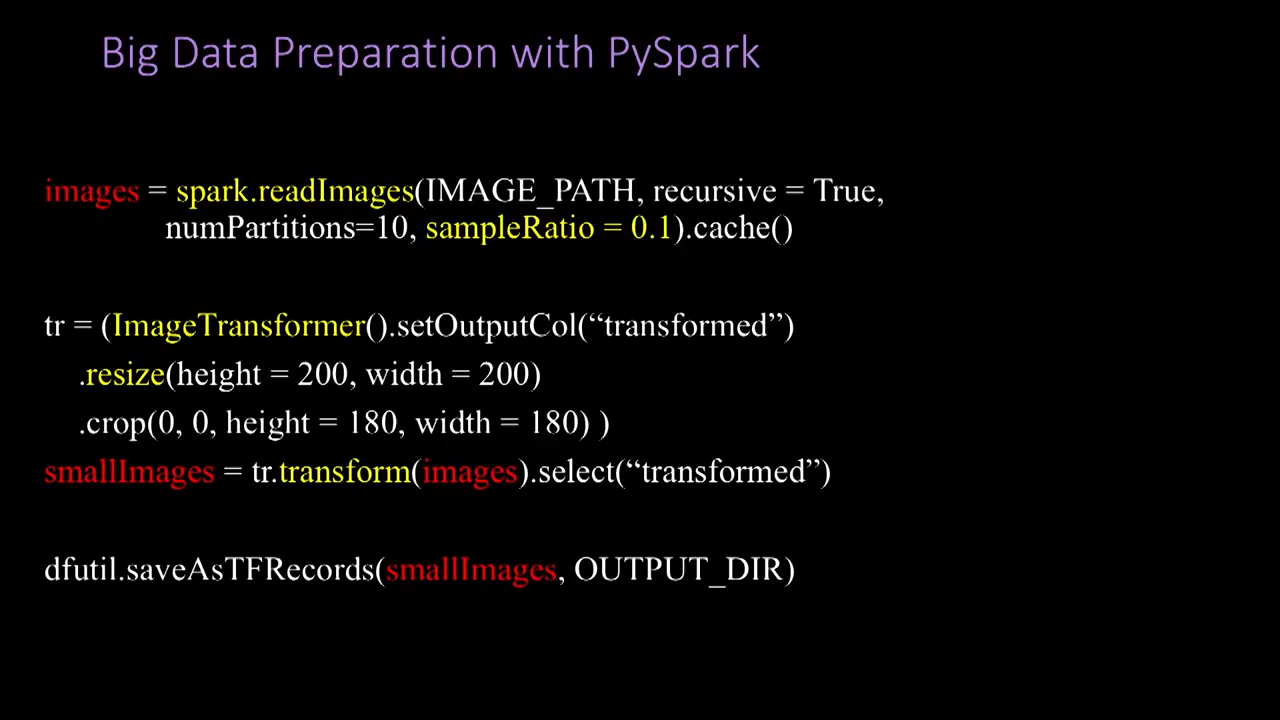 Big Data Preparation with PySpark
images = spark.readImages(IMAGE_PATH, recursive = True,
numPartitions=10, sampleRatio = 0.1).cache()
tr = (ImageTransformer().setOutputCol(“transformed”)
.resize(height = 200, width = 200)
.crop(0, 0, height = 180, width = 180) )
smallImages = tr.transform(images).select(“transformed”)
dfutil.saveAsTFRecords(smallImages, OUTPUT_DIR)